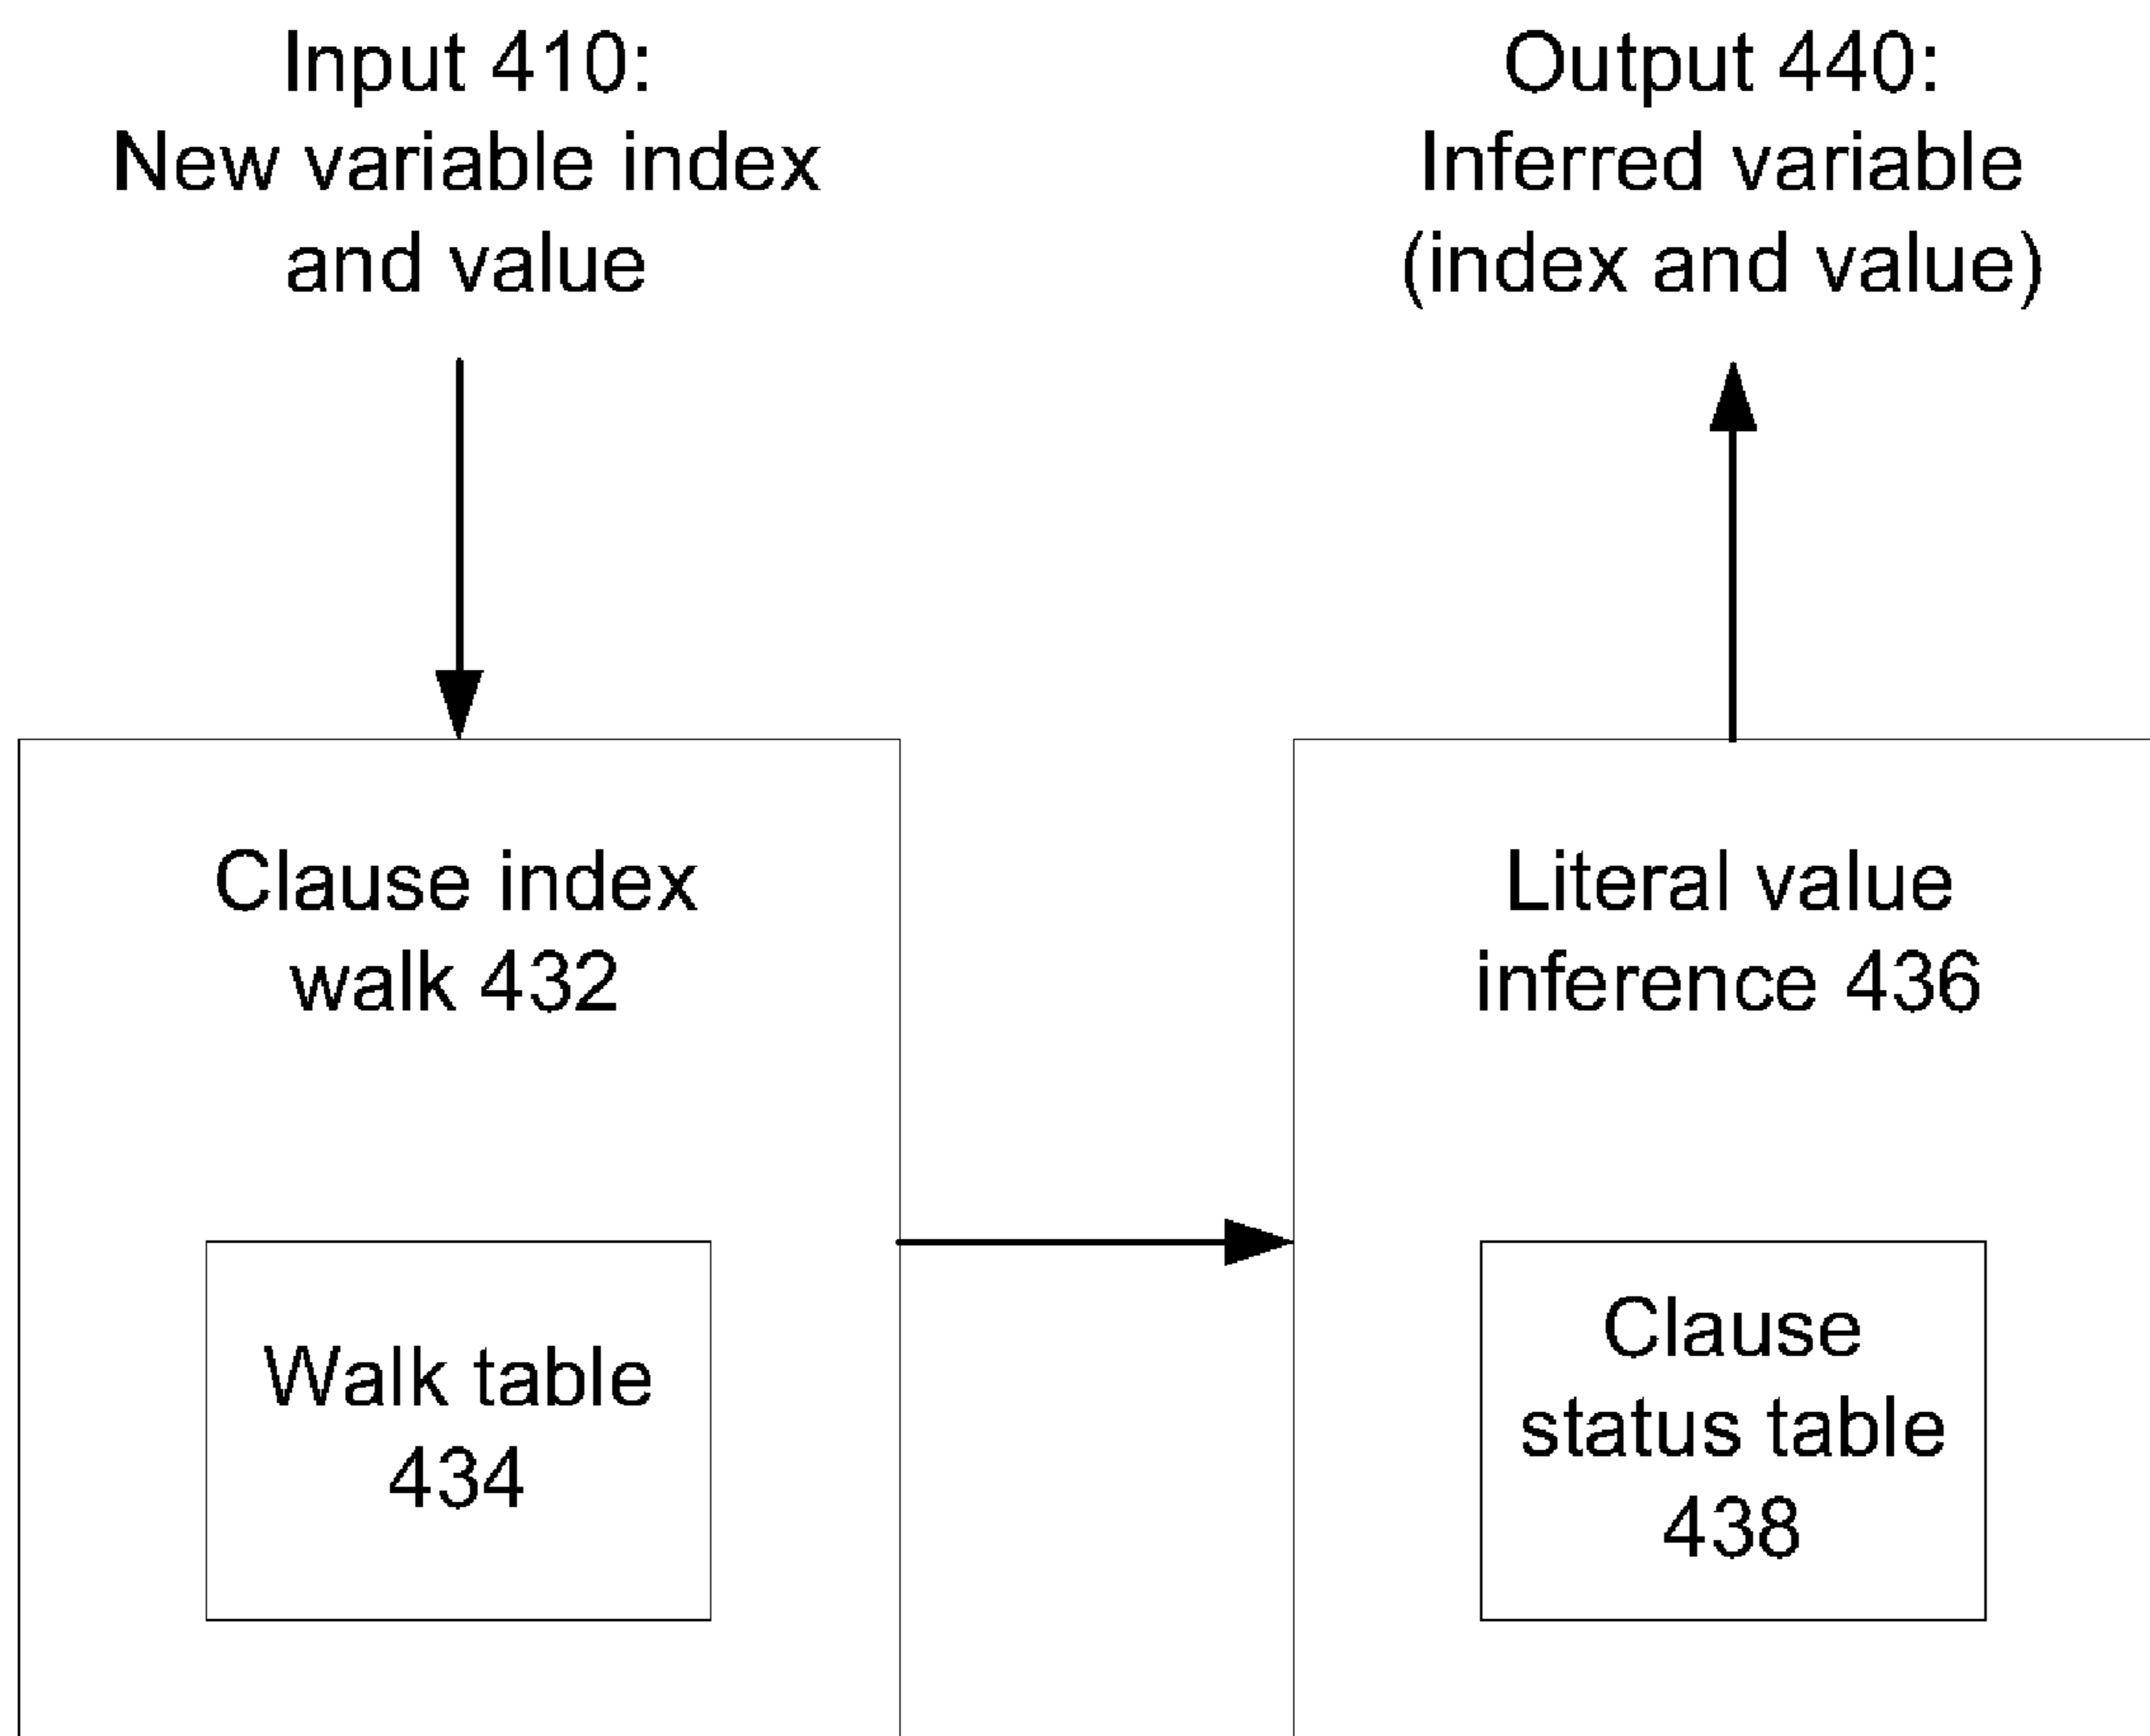 Input 410:
New variable index
and value
Output 440:
Inferred variable
(index and value)
Clause index
walk 432
Walk table
434
Literal value
inference 436
Clause
status table
438